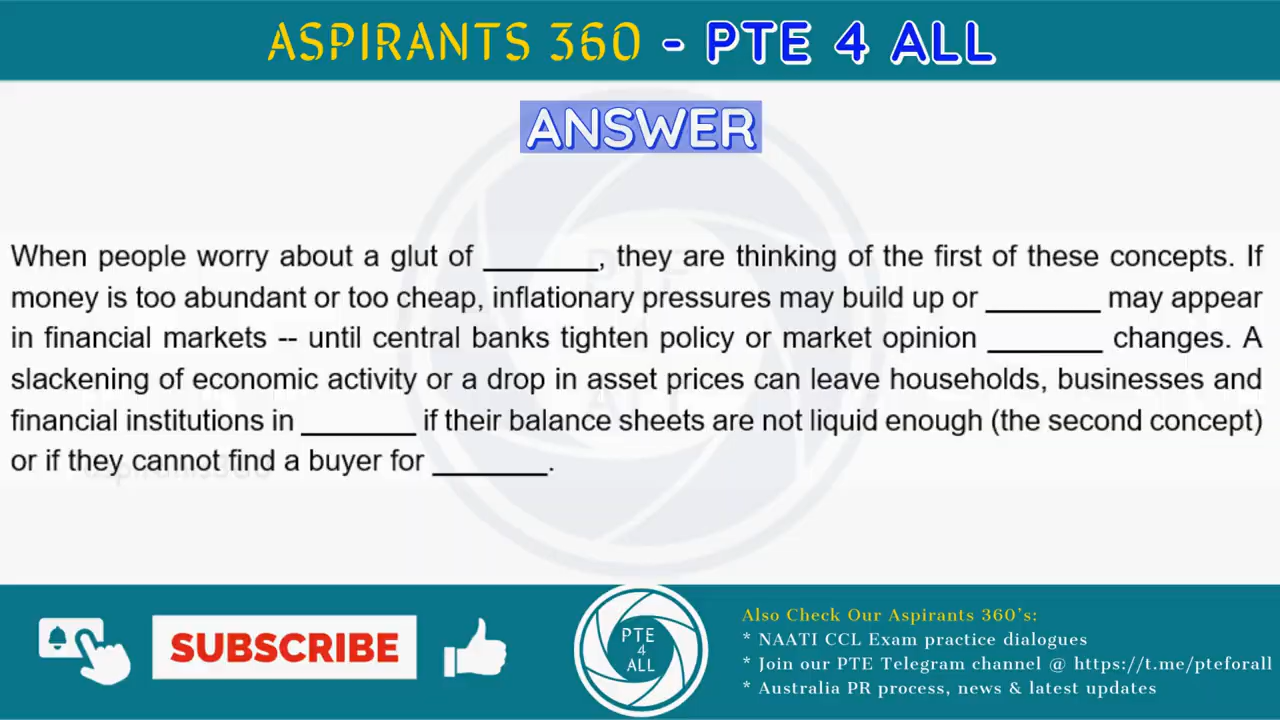 ASPIRANTS 360 - PTE 4 ALL
ANSWER
When people worry about a glut of _______, they are thinking of the first of these concepts. If
money is too abundant or too cheap, inflationary pressures may build up or _______ may appear
in financial markets -- until central banks tighten policy or market opinion _______ changes. A
slackening of economic activity or a drop in asset prices can leave households, businesses and
financial institutions in _______ if their balance sheets are not liquid enough (the second concept)
or if they cannot find a buyer for _______.
SUBSCRIBE
PTE
4
ALL
Also Check Our Aspirants 360's:
* NAATI CCL Exam practice dialogues
* Join our PTE Telegram channel @ https://t.me/pteforall
* Australia PR process, news & latest updates